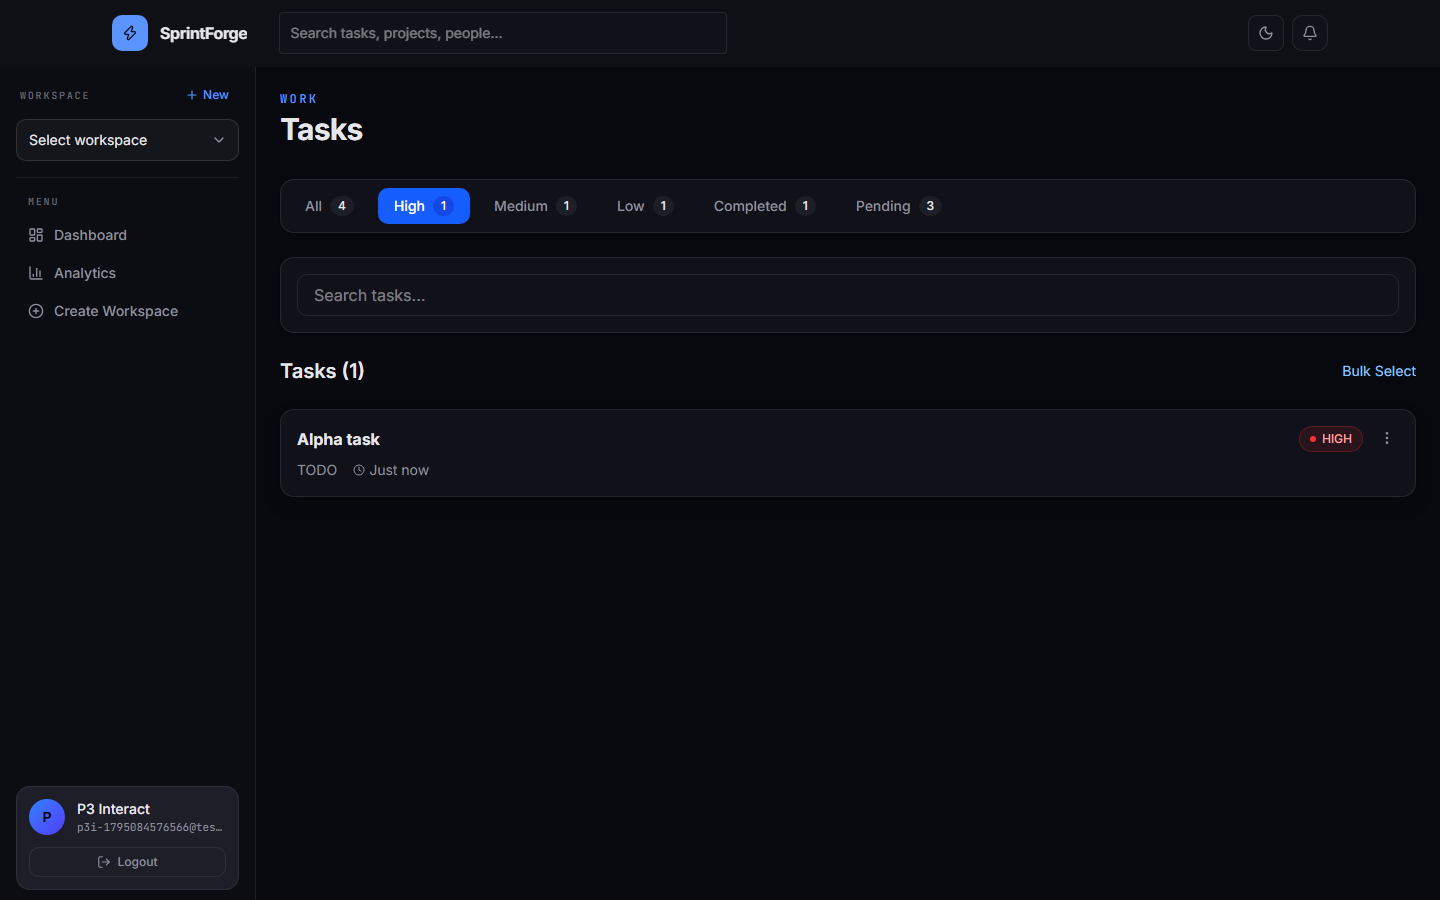 SprintForge
Search tasks, projects, people...
WORKSPACE
New
Select workspace
MENU
Dashboard
Analytics
Create Workspace
WORK
Tasks
All 4 High 1 Medium 1 Low 1 Completed 1 Pending 3
Search tasks...
Tasks (1)
Bulk Select
Alpha task
HIGH
TODO Just now
P
P3 Interact
p3i-1795084576566@tes…
Logout